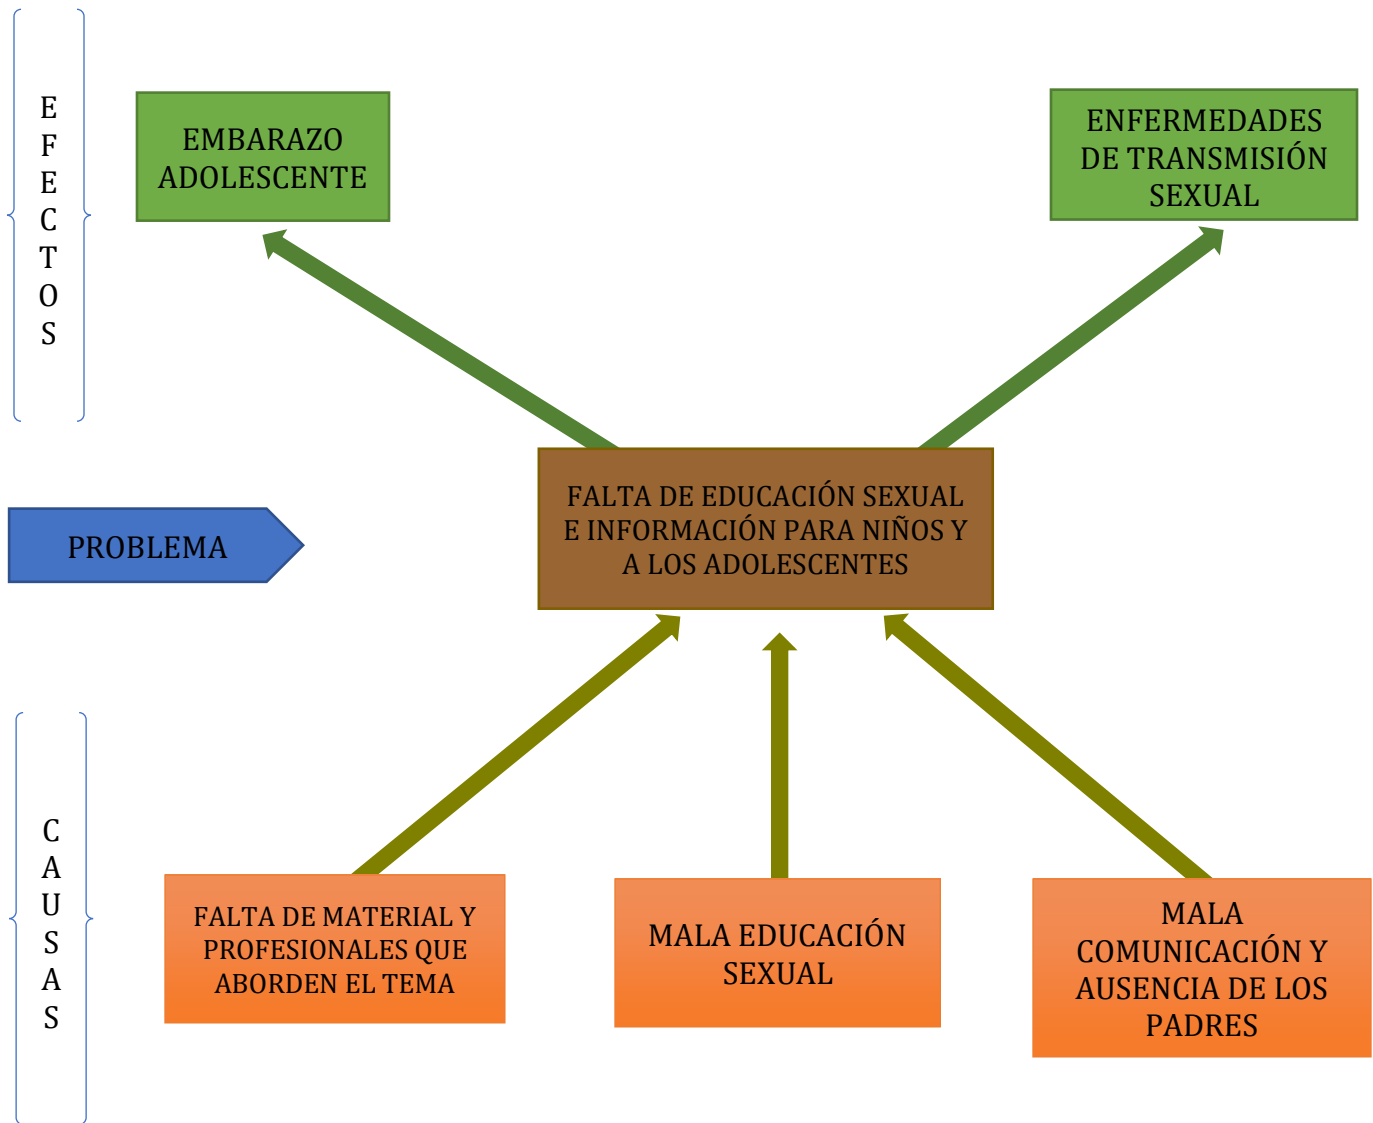 E
F
E
C
T
O
S
EMBARAZO
ADOLESCENTE
ENFERMEDADES
DE TRANSMISIÓN
SEXUAL
PROBLEMA
FALTA DE EDUCACIÓN SEXUAL
E INFORMACIÓN PARA NIÑOS Y
A LOS ADOLESCENTES
C
A
U
S
A
S
FALTA DE MATERIAL Y
PROFESIONALES QUE
ABORDEN EL TEMA
MALA EDUCACIÓN
SEXUAL
MALA
COMUNICACIÓN Y
AUSENCIA DE LOS
PADRES